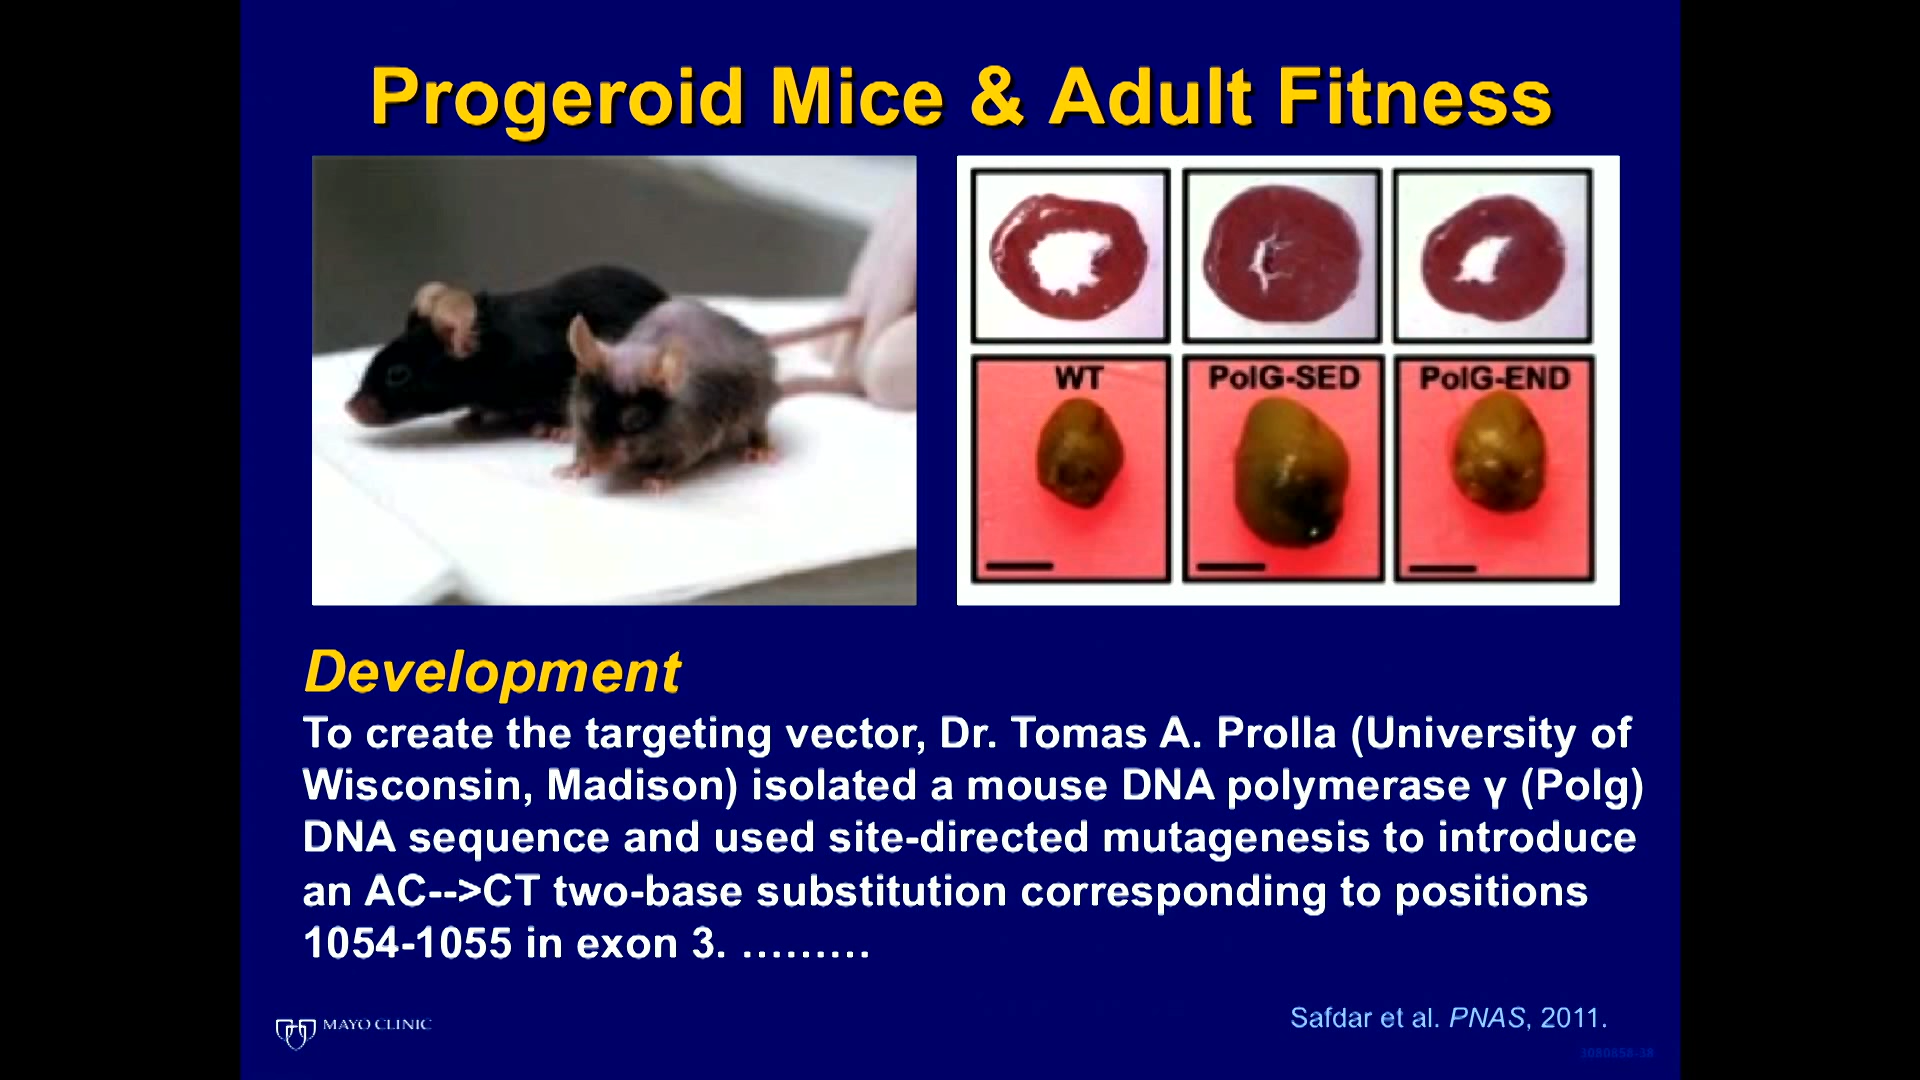 Progeroid Mice & Adult Fitness
WT
PolG-SED
PolG-END
Development
To create the targeting vector, Dr. Tomas A. Prolla (University of
Wisconsin, Madison) isolated a mouse DNA polymerase γ (Polg)
DNA sequence and used site-directed mutagenesis to introduce
an AC-->CT two-base substitution corresponding to positions
1054-1055 in exon 3. ………
MAYO CLINIC
Safdar et al. PNAS, 2011.
3080858-38